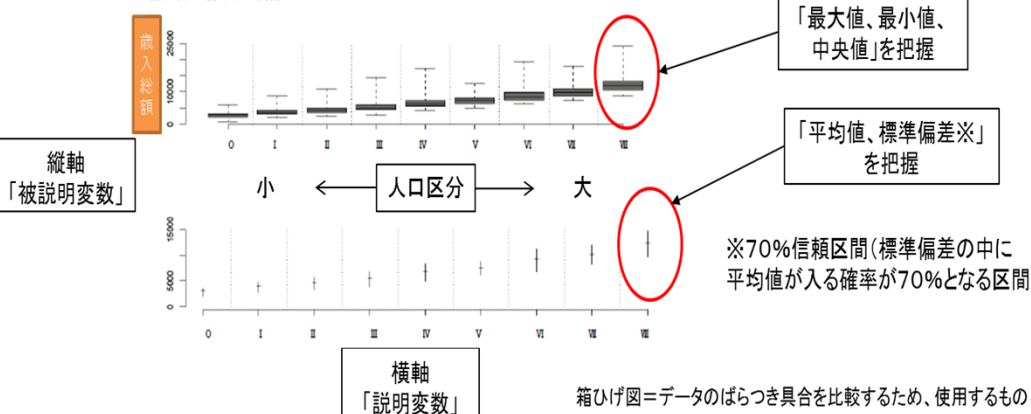 「最大値、最小値、
中央値」を把握
歳入総額
25000
10000
0
O
I
II
III
IV
V
VI
VII
VIII
「平均値、標準偏差※」
を把握
縦軸
「被説明変数」
小
人口区分
大
15000
5000
0
※70%信頼区間(標準偏差の中に
平均値が入る確率が70%となる区間
O
I
II
III
IV
V
VI
VII
VIII
横軸
「説明変数」
箱ひげ図=データのばらつき具合を比較するため、使用するもの